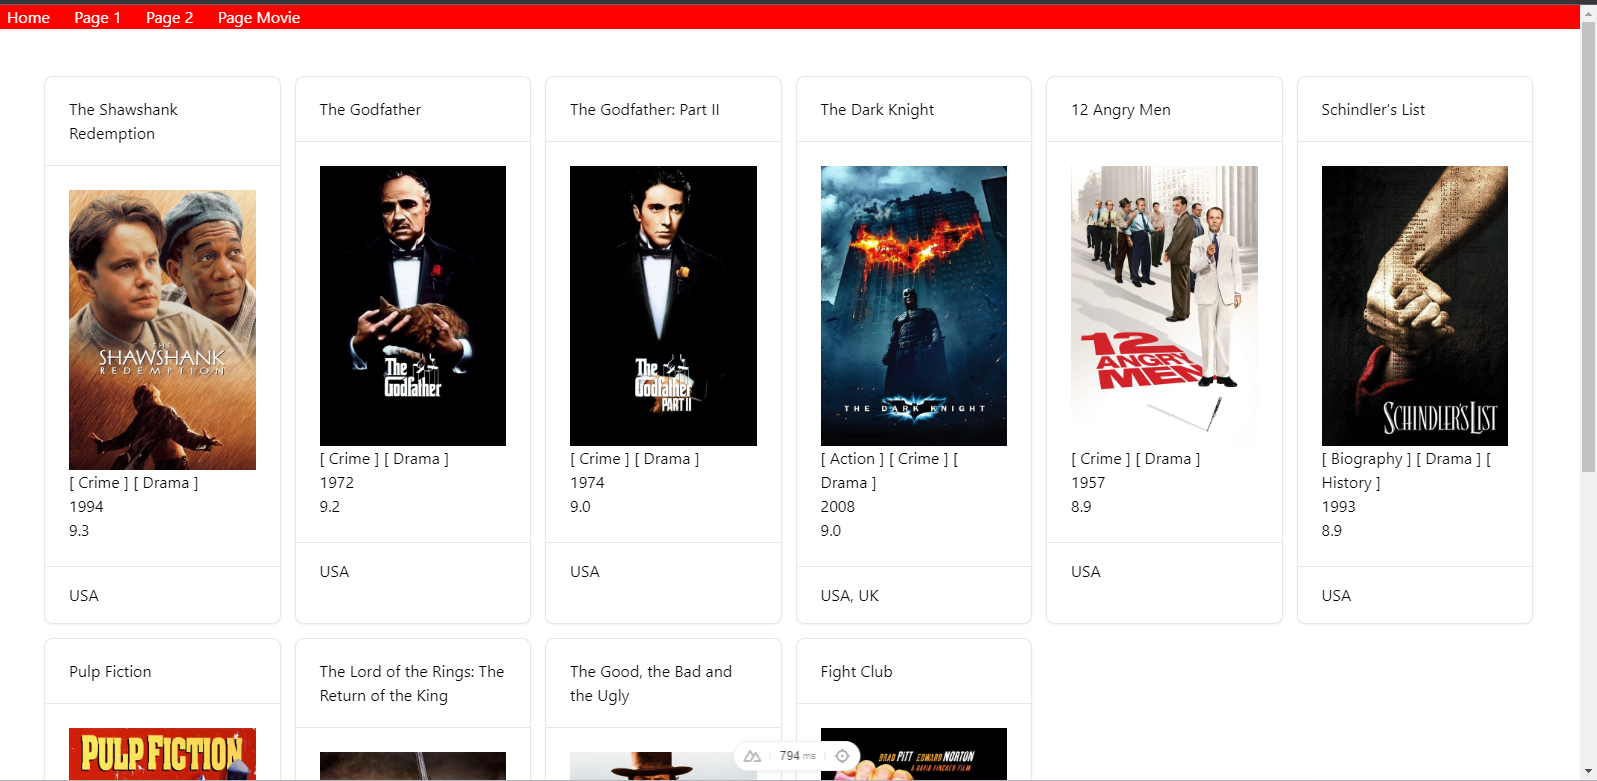 Home Page 1 Page 2 Page Movie
The Shawshank
Redemption
THE
SHAWSHANK
REDEMPTION
[ Crime ] [ Drama ]
1994
9.3
USA
The Godfather
The
Godfather
[ Crime ] [ Drama ]
1972
9.2
USA
The Godfather: Part II
The
Godfather
PART II
[ Crime ] [ Drama ]
1974
9.0
USA
The Dark Knight
THE DARK KNIGHT
[ Action ] [ Crime ] [
Drama ]
2008
9.0
USA, UK
12 Angry Men
12
ANGRY
MEN
[ Crime ] [ Drama ]
1957
8.9
USA
Schindler's List
SCHINDLER'S LIST
[ Biography ] [ Drama ] [
History ]
1993
8.9
USA
Pulp Fiction
PULP FICTION
The Lord of the Rings: The
Return of the King
The Good, the Bad and
the Ugly
Fight Club
BRAD PITT EDWARD NORTON
A DAVID FINCHER FILM
794 ms